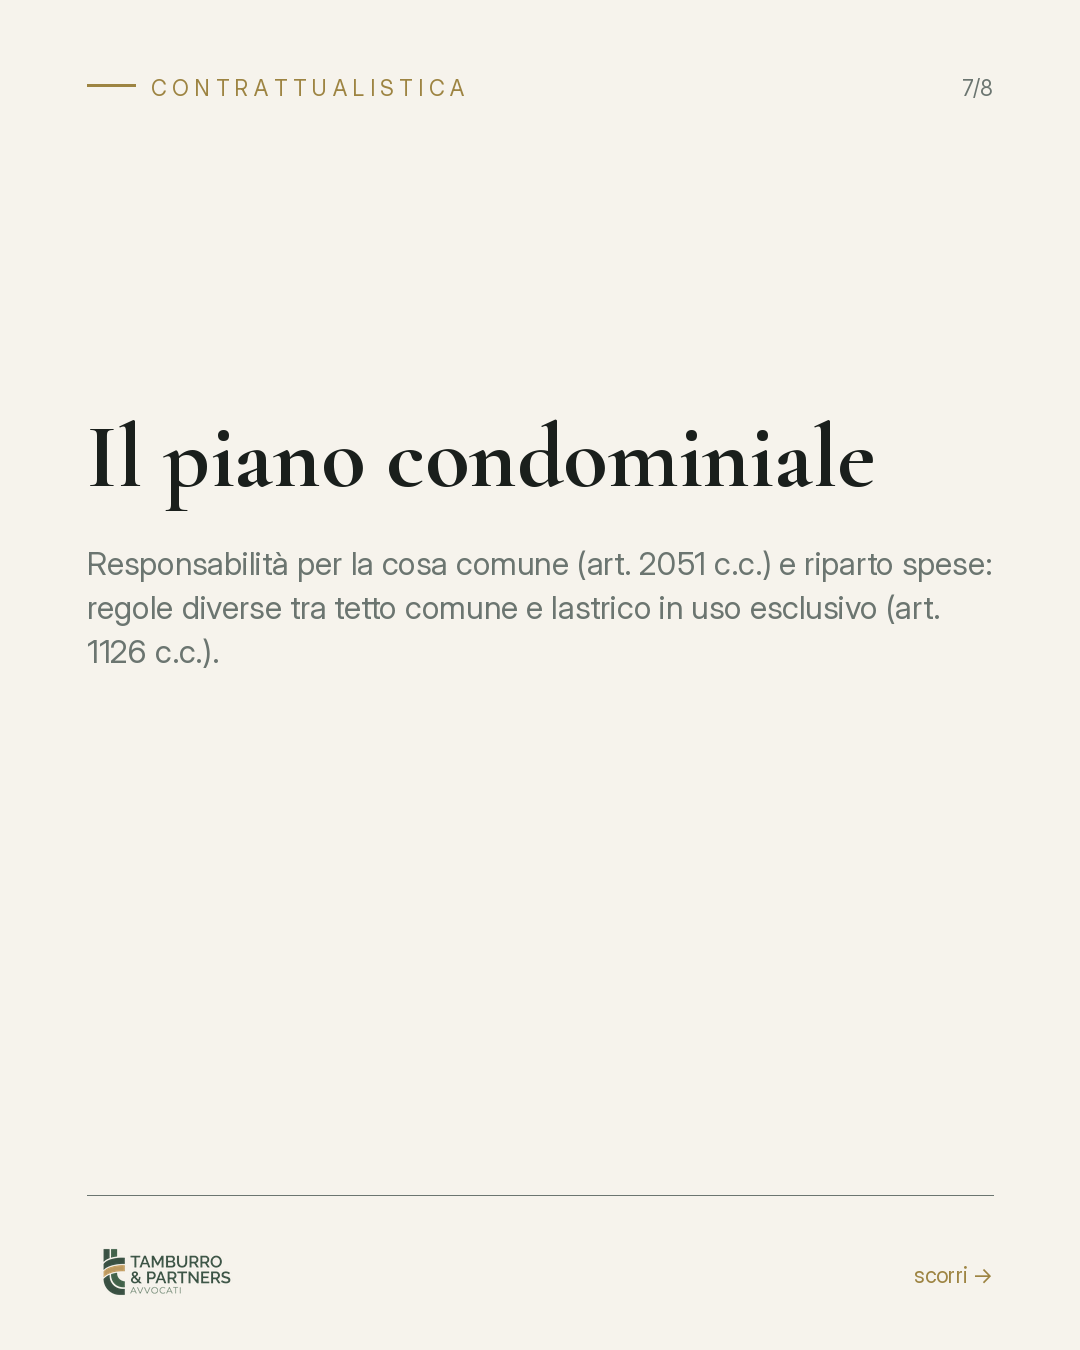 CONTRATTUALISTICA
7/8
Il piano condominiale
Responsabilità per la cosa comune (art. 2051 c.c.) e riparto spese:
regole diverse tra tetto comune e lastrico in uso esclusivo (art.
1126 c.c.).
TAMBURRO
& PARTNERS
AVVOCATI
scorri →